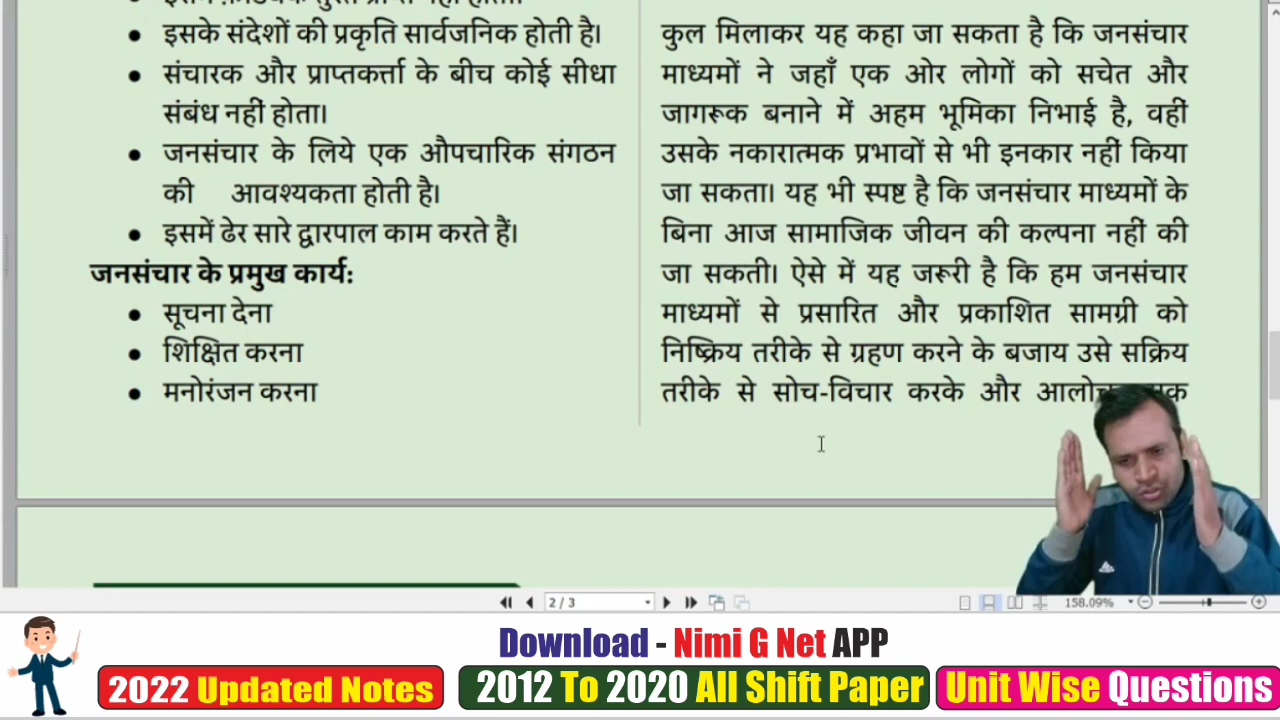 इसके संदेशों की प्रकृति सार्वजनिक होती है।
संचारक और प्राप्तकर्त्ता के बीच कोई सीधा
संबंध नहीं होता।
जनसंचार के लिये एक औपचारिक संगठन
की आवश्यकता होती है।
इसमें ढेर सारे द्वारपाल काम करते हैं।
जनसंचार के प्रमुख कार्य:
सूचना देना
शिक्षित करना
मनोरंजन करना
कुल मिलाकर यह कहा जा सकता है कि जनसंचार
माध्यमों ने जहाँ एक ओर लोगों को सचेत और
जागरूक बनाने में अहम भूमिका निभाई है, वहीं
उसके नकारात्मक प्रभावों से भी इनकार नहीं किया
जा सकता। यह भी स्पष्ट है कि जनसंचार माध्यमों के
बिना आज सामाजिक जीवन की कल्पना नहीं की
जा सकती। ऐसे में यह जरूरी है कि हम जनसंचार
माध्यमों से प्रसारित और प्रकाशित सामग्री को
निष्क्रिय तरीके से ग्रहण करने के बजाय उसे सक्रिय
तरीके से सोच-विचार करके और
2 / 3
158.09%
Download - Nimi G Net APP
2022 Updated Notes
2012 To 2020 All Shift Paper
Unit Wise Questions